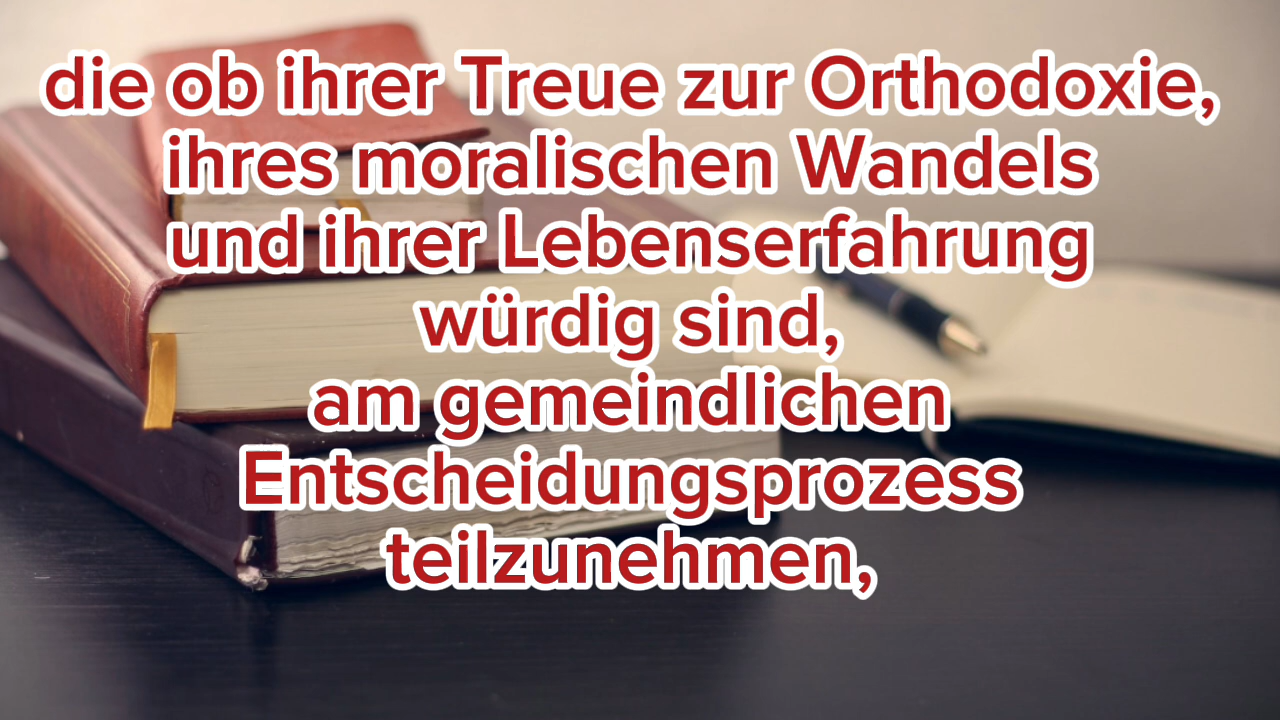 die ob ihrer Treue zur Orthodoxie,
ihres moralischen Wandels
und ihrer Lebenserfahrung
würdig sind,
am gemeindlichen
Entscheidungsprozess
teilzunehmen,